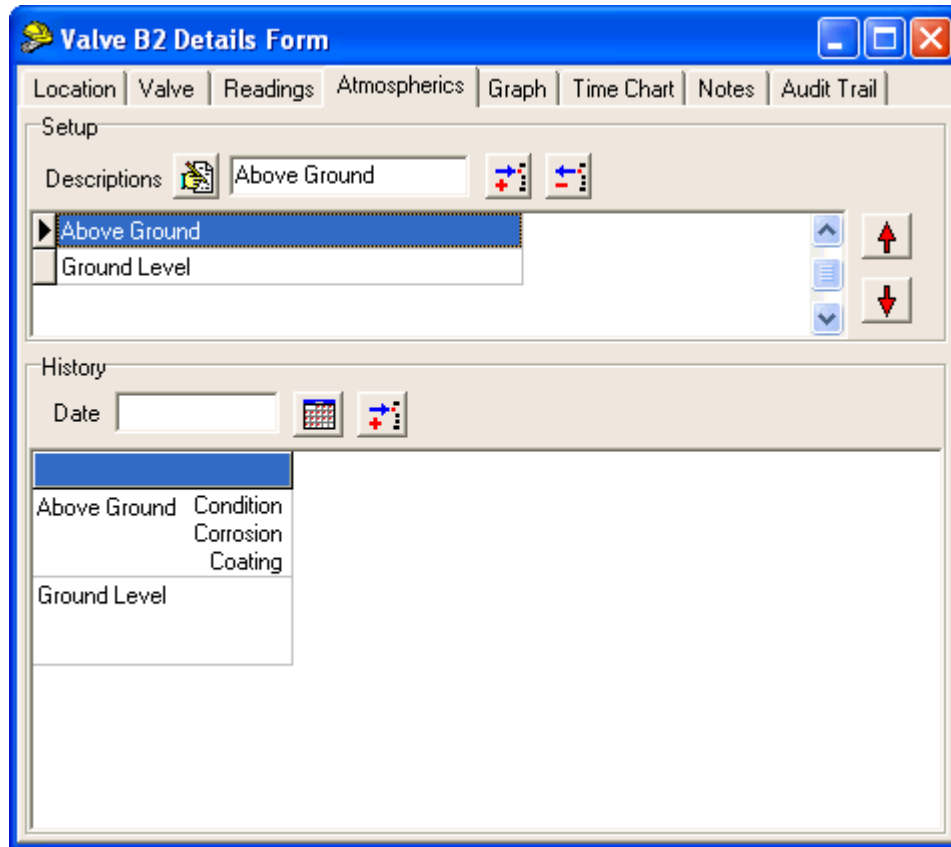 Valve B2 Details Form
Location Valve Readings Atmospherics Graph Time Chart Notes Audit Trail
Setup
Descriptions Above Ground
Above Ground
Ground Level
History
Date
Above Ground Condition
Corrosion
Coating
Ground Level